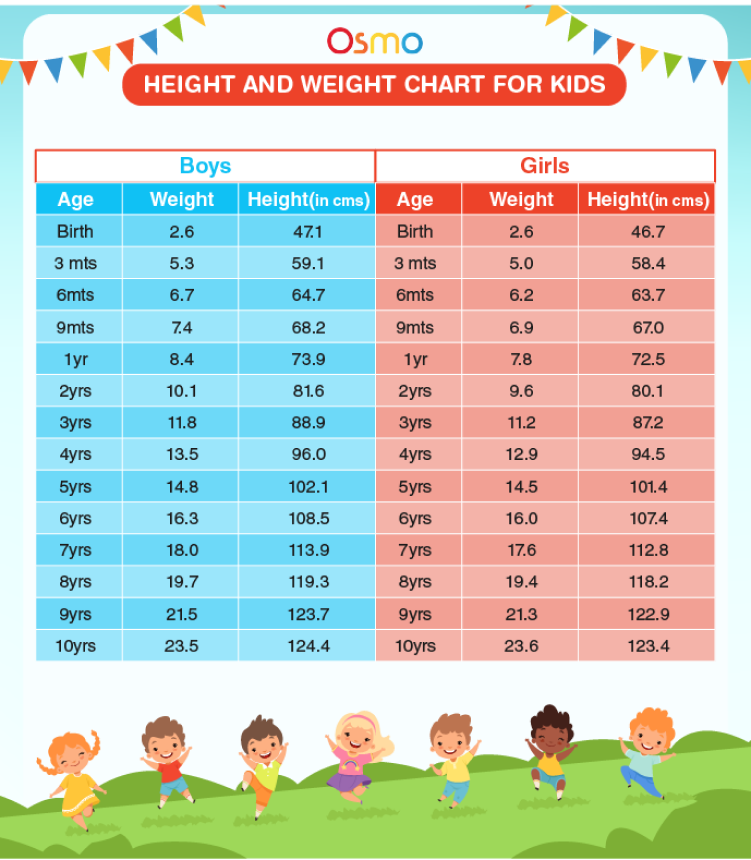 Osmo
HEIGHT AND WEIGHT CHART FOR KIDS
Boys Girls
Age Weight Height(in cms) Age Weight Height(in cms)
Birth 2.6 47.1 Birth 2.6 46.7
3 mts 5.3 59.1 3 mts 5.0 58.4
6mts 6.7 64.7 6mts 6.2 63.7
9mts 7.4 68.2 9mts 6.9 67.0
1yr 8.4 73.9 1yr 7.8 72.5
2yrs 10.1 81.6 2yrs 9.6 80.1
3yrs 11.8 88.9 3yrs 11.2 87.2
4yrs 13.5 96.0 4yrs 12.9 94.5
5yrs 14.8 102.1 5yrs 14.5 101.4
6yrs 16.3 108.5 6yrs 16.0 107.4
7yrs 18.0 113.9 7yrs 17.6 112.8
8yrs 19.7 119.3 8yrs 19.4 118.2
9yrs 21.5 123.7 9yrs 21.3 122.9
10yrs 23.5 124.4 10yrs 23.6 123.4